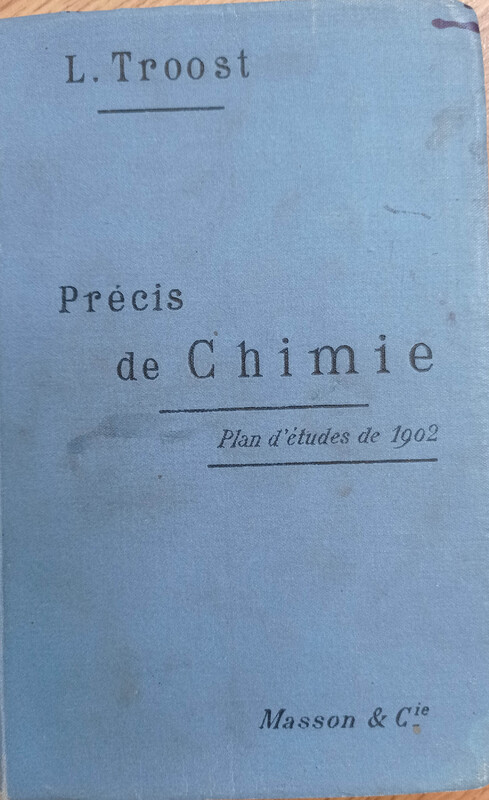 L. Troost
Précis
de Chimie
Plan d'études de 1902
Masson & Cie